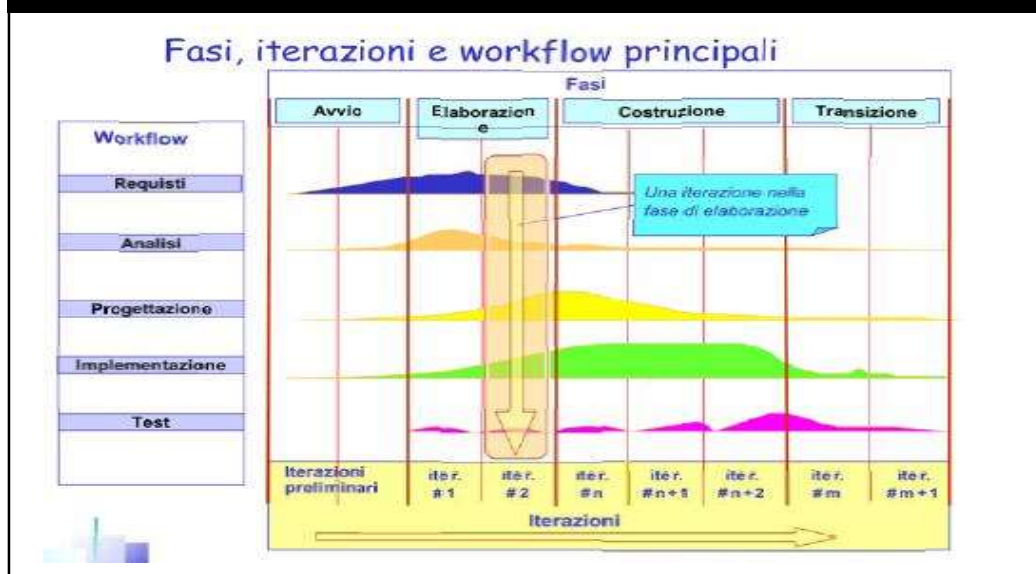 Fasi, iterazioni e workflow principali
Fasi
Avvio
Elaborazion
e
Costruzione
Transizione
Workflow
Requisti
Analisi
Progettazione
Implementazione
Test
Una iterazione nella
fase di elaborazione
Iterazioni
preliminari
iter.
#1
iter.
#2
iter.
#n
iter.
#n+1
iter.
#n+2
iter.
#m
iter.
#m+1
Iterazioni